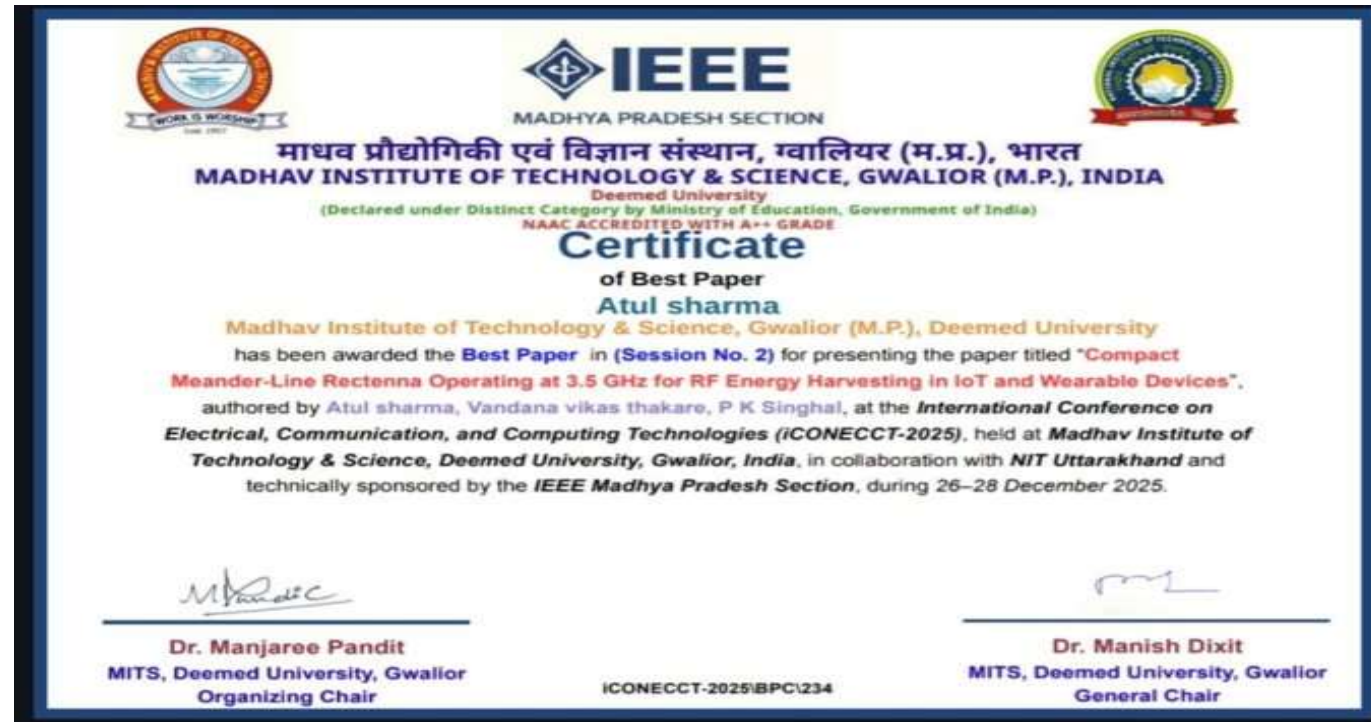 WORK IS WORSHIP
IEEE
MADHYA PRADESH SECTION
माधव प्रौद्योगिकी एवं विज्ञान संस्थान, ग्वालियर (म.प्र.), भारत
MADHAV INSTITUTE OF TECHNOLOGY & SCIENCE, GWALIOR (M.P.), INDIA
Deemed University
(Declared under Distinct Category by Ministry of Education, Government of India)
NAAC ACCREDITED WITH A++ GRADE
Certificate
of Best Paper
Atul sharma
Madhav Institute of Technology & Science, Gwalior (M.P.), Deemed University
has been awarded the Best Paper in (Session No. 2) for presenting the paper titled "Compact
Meander-Line Rectenna Operating at 3.5 GHz for RF Energy Harvesting in IoT and Wearable Devices",
authored by Atul sharma, Vandana vikas thakare, P K Singhal, at the International Conference on
Electrical, Communication, and Computing Technologies (iCONECCT-2025), held at Madhav Institute of
Technology & Science, Deemed University, Gwalior, India, in collaboration with NIT Uttarakhand and
technically sponsored by the IEEE Madhya Pradesh Section, during 26–28 December 2025.
Dr. Manjaree Pandit
MITS, Deemed University, Gwalior
Organizing Chair
iCONECCT-2025\BPC\234
Dr. Manish Dixit
MITS, Deemed University, Gwalior
General Chair